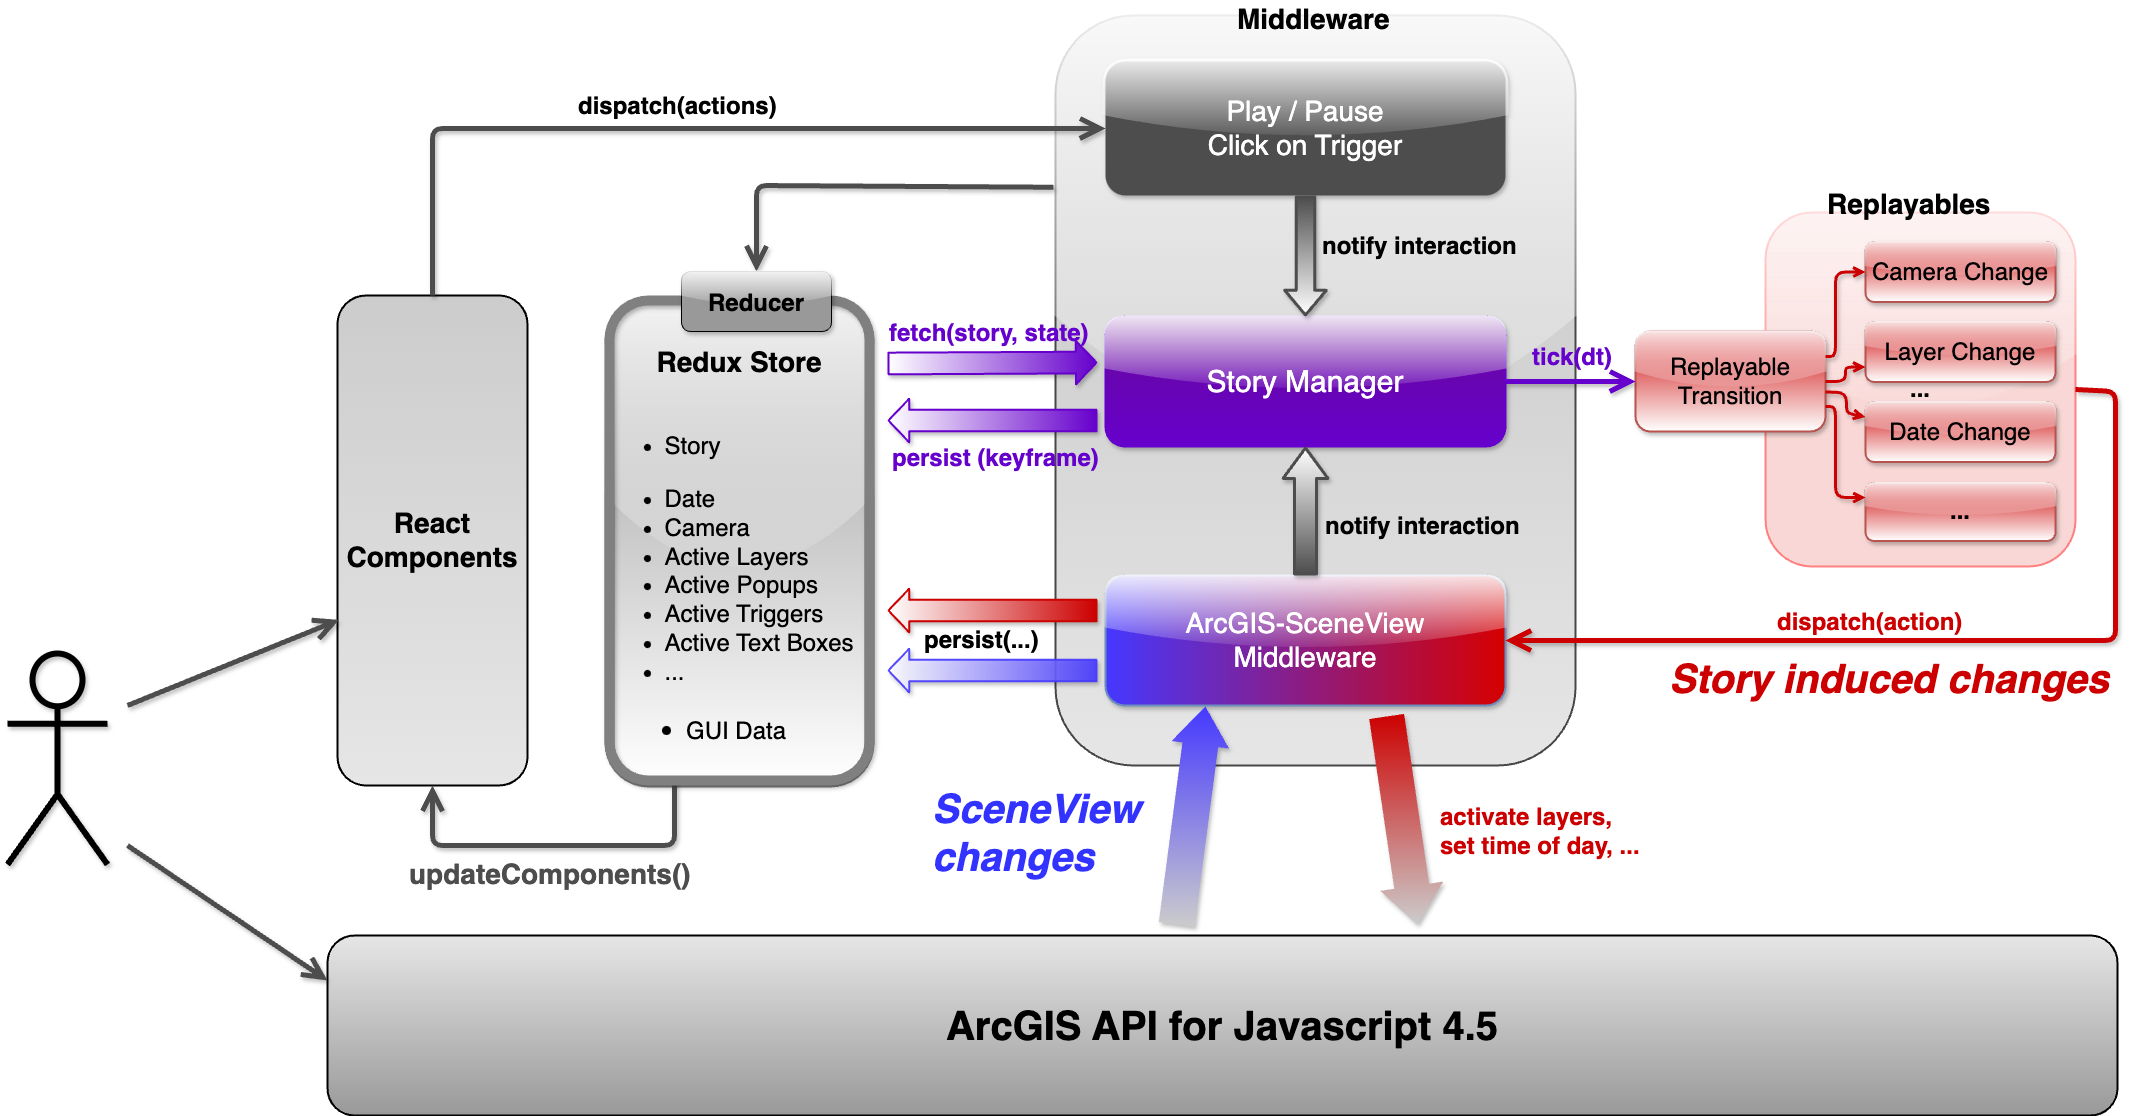 Middleware
dispatch(actions)
Play / Pause
Click on Trigger
notify interaction
Replayables
Camera Change
Layer Change
...
Date Change
...
Replayable
Transition
tick(dt)
Reducer
Redux Store
fetch(story, state)
Story Manager
persist (keyframe)
• Story
• Date
• Camera
• Active Layers
• Active Popups
• Active Triggers
• Active Text Boxes
• ...
• GUI Data
React
Components
notify interaction
ArcGIS-SceneView
Middleware
persist(...)
dispatch(action)
Story induced changes
SceneView
changes
activate layers,
set time of day, ...
updateComponents()
ArcGIS API for Javascript 4.5